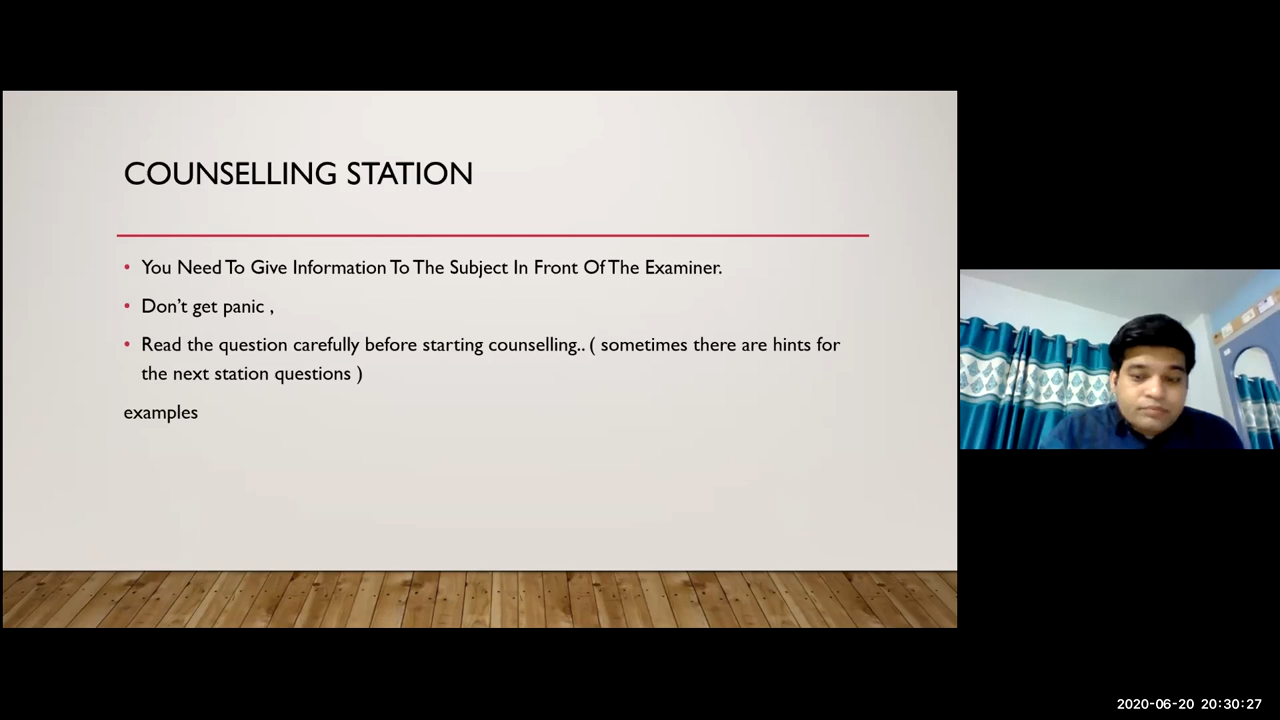 COUNSELLING STATION
• You Need To Give Information To The Subject In Front Of The Examiner.
• Don’t get panic ,
• Read the question carefully before starting counselling.. ( sometimes there are hints for
the next station questions )
examples
2020-06-20 20:30:27